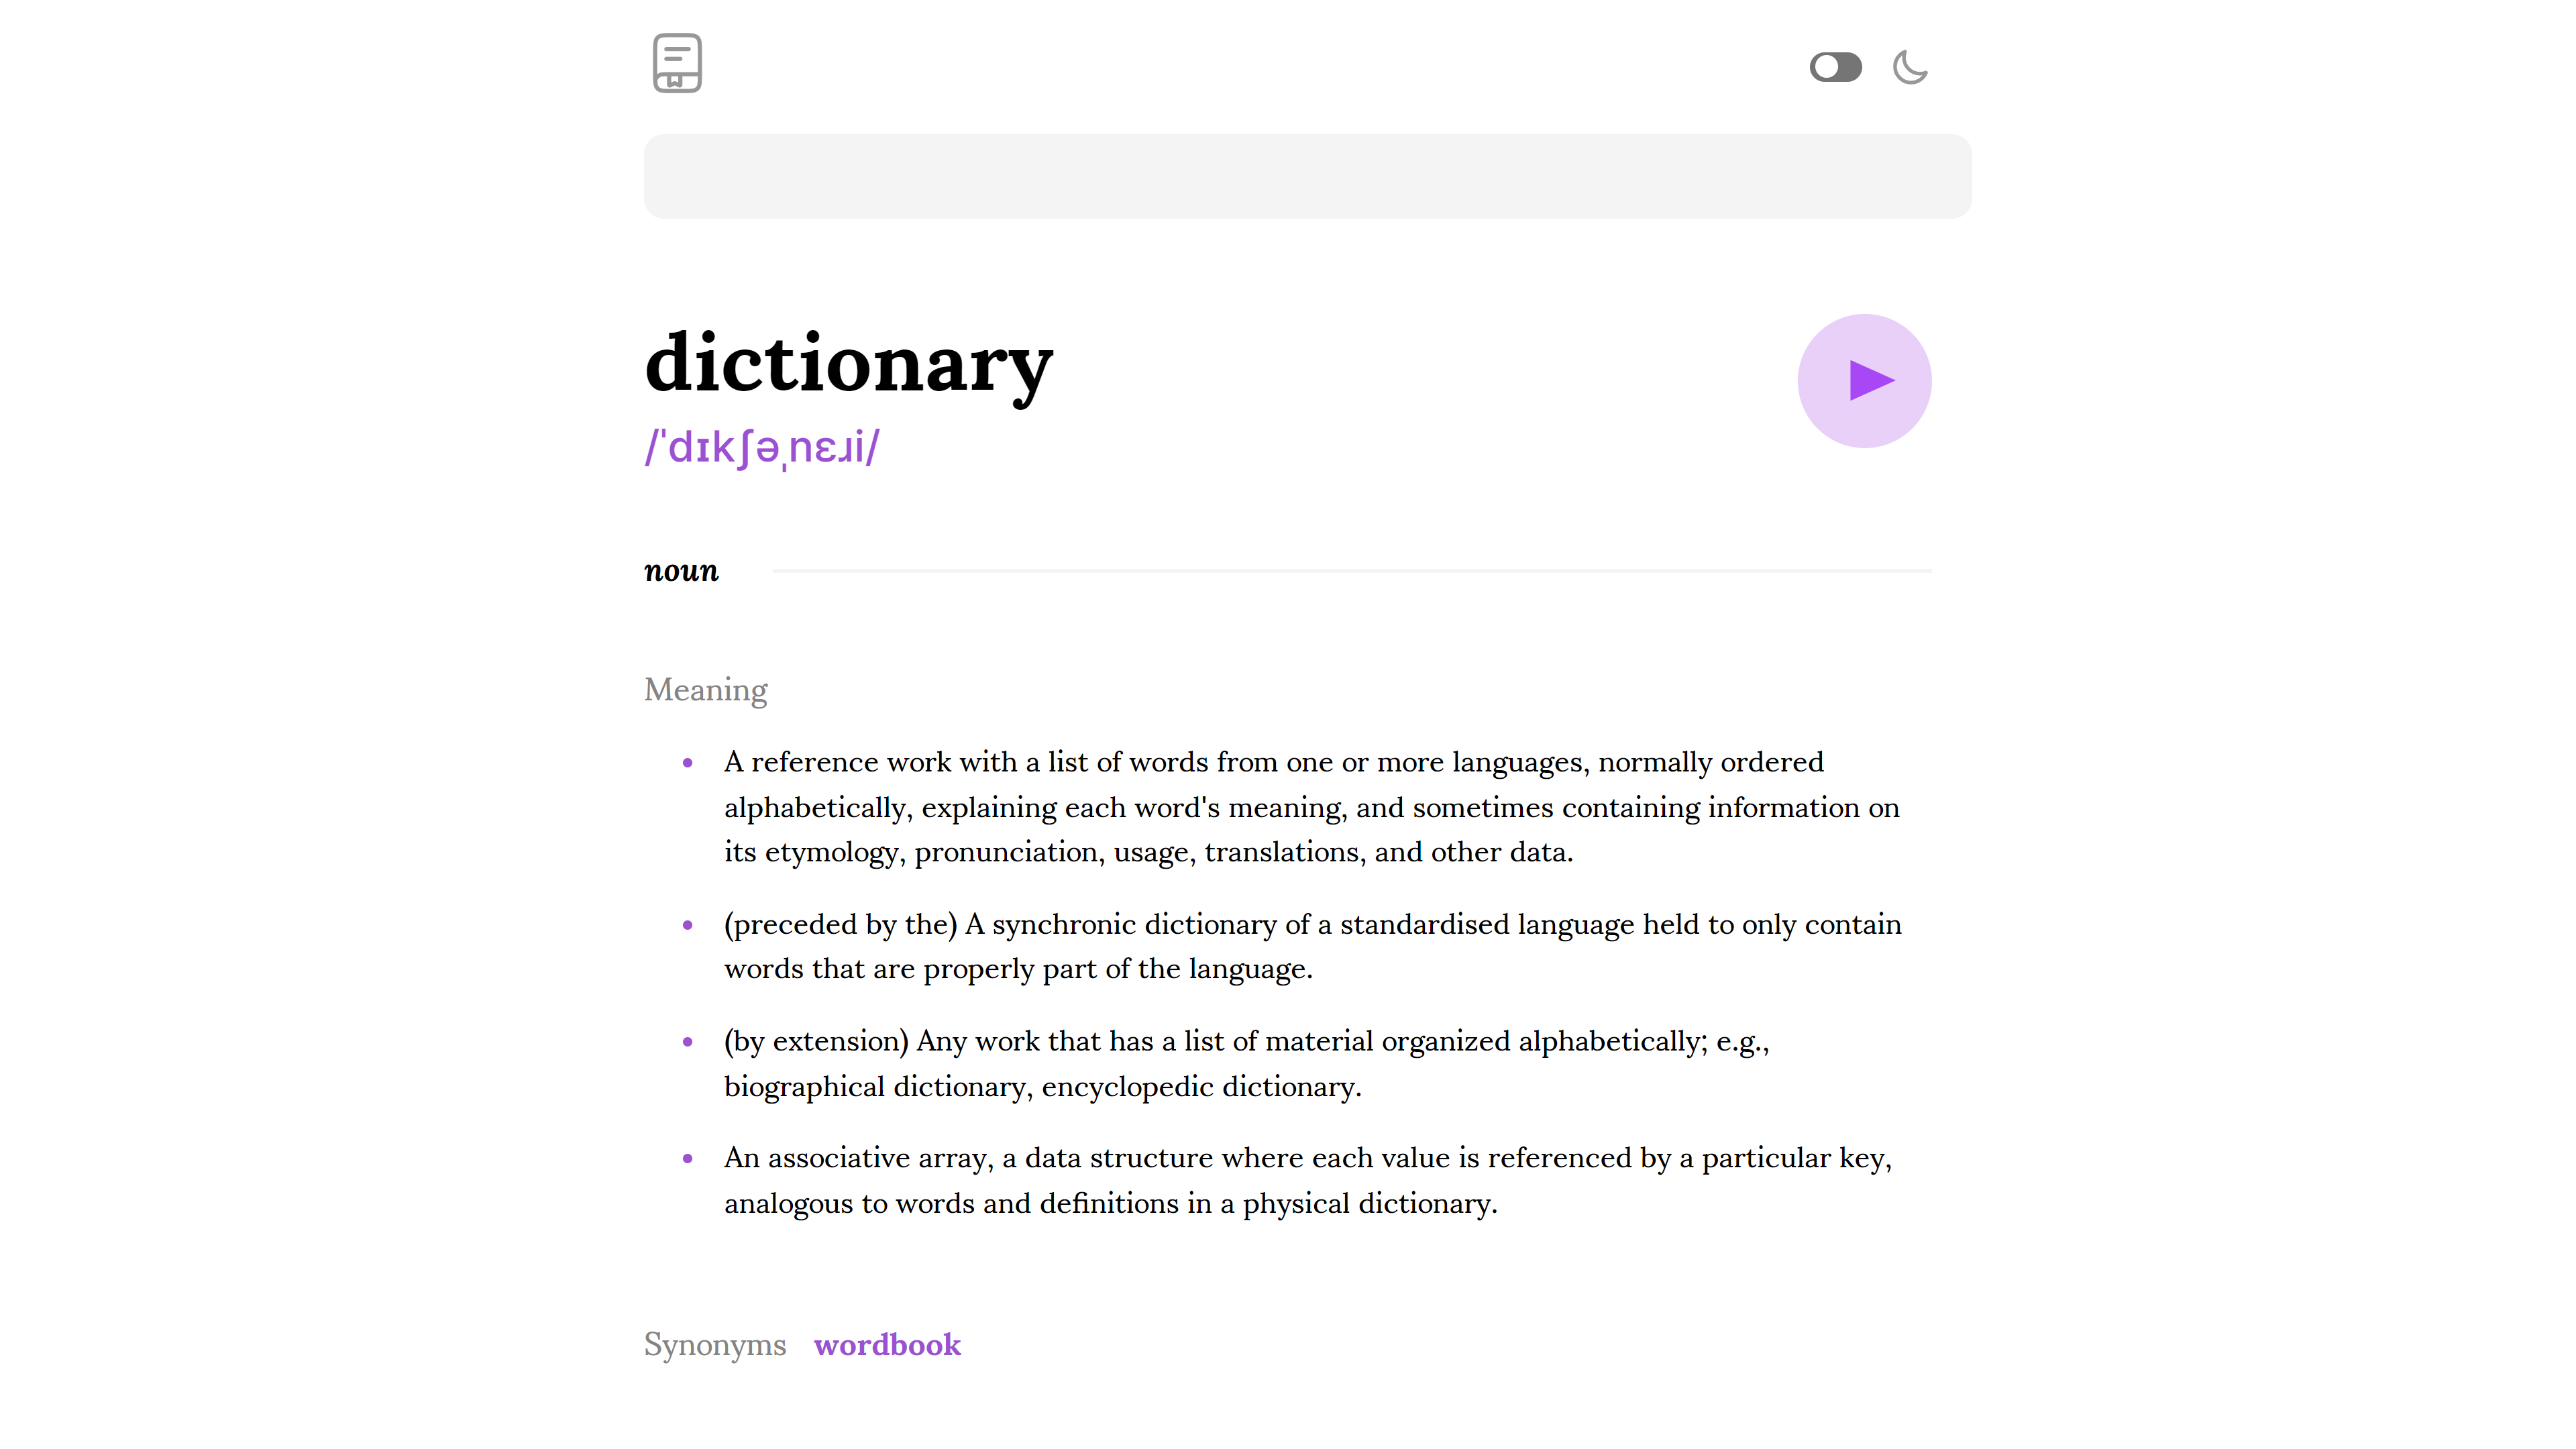 dictionary
/ˈdɪkʃəˌnɛɹi/
noun
Meaning
A reference work with a list of words from one or more languages, normally ordered
alphabetically, explaining each word's meaning, and sometimes containing information on
its etymology, pronunciation, usage, translations, and other data.
(preceded by the) A synchronic dictionary of a standardised language held to only contain
words that are properly part of the language.
(by extension) Any work that has a list of material organized alphabetically; e.g.,
biographical dictionary, encyclopedic dictionary.
An associative array, a data structure where each value is referenced by a particular key,
analogous to words and definitions in a physical dictionary.
Synonyms wordbook